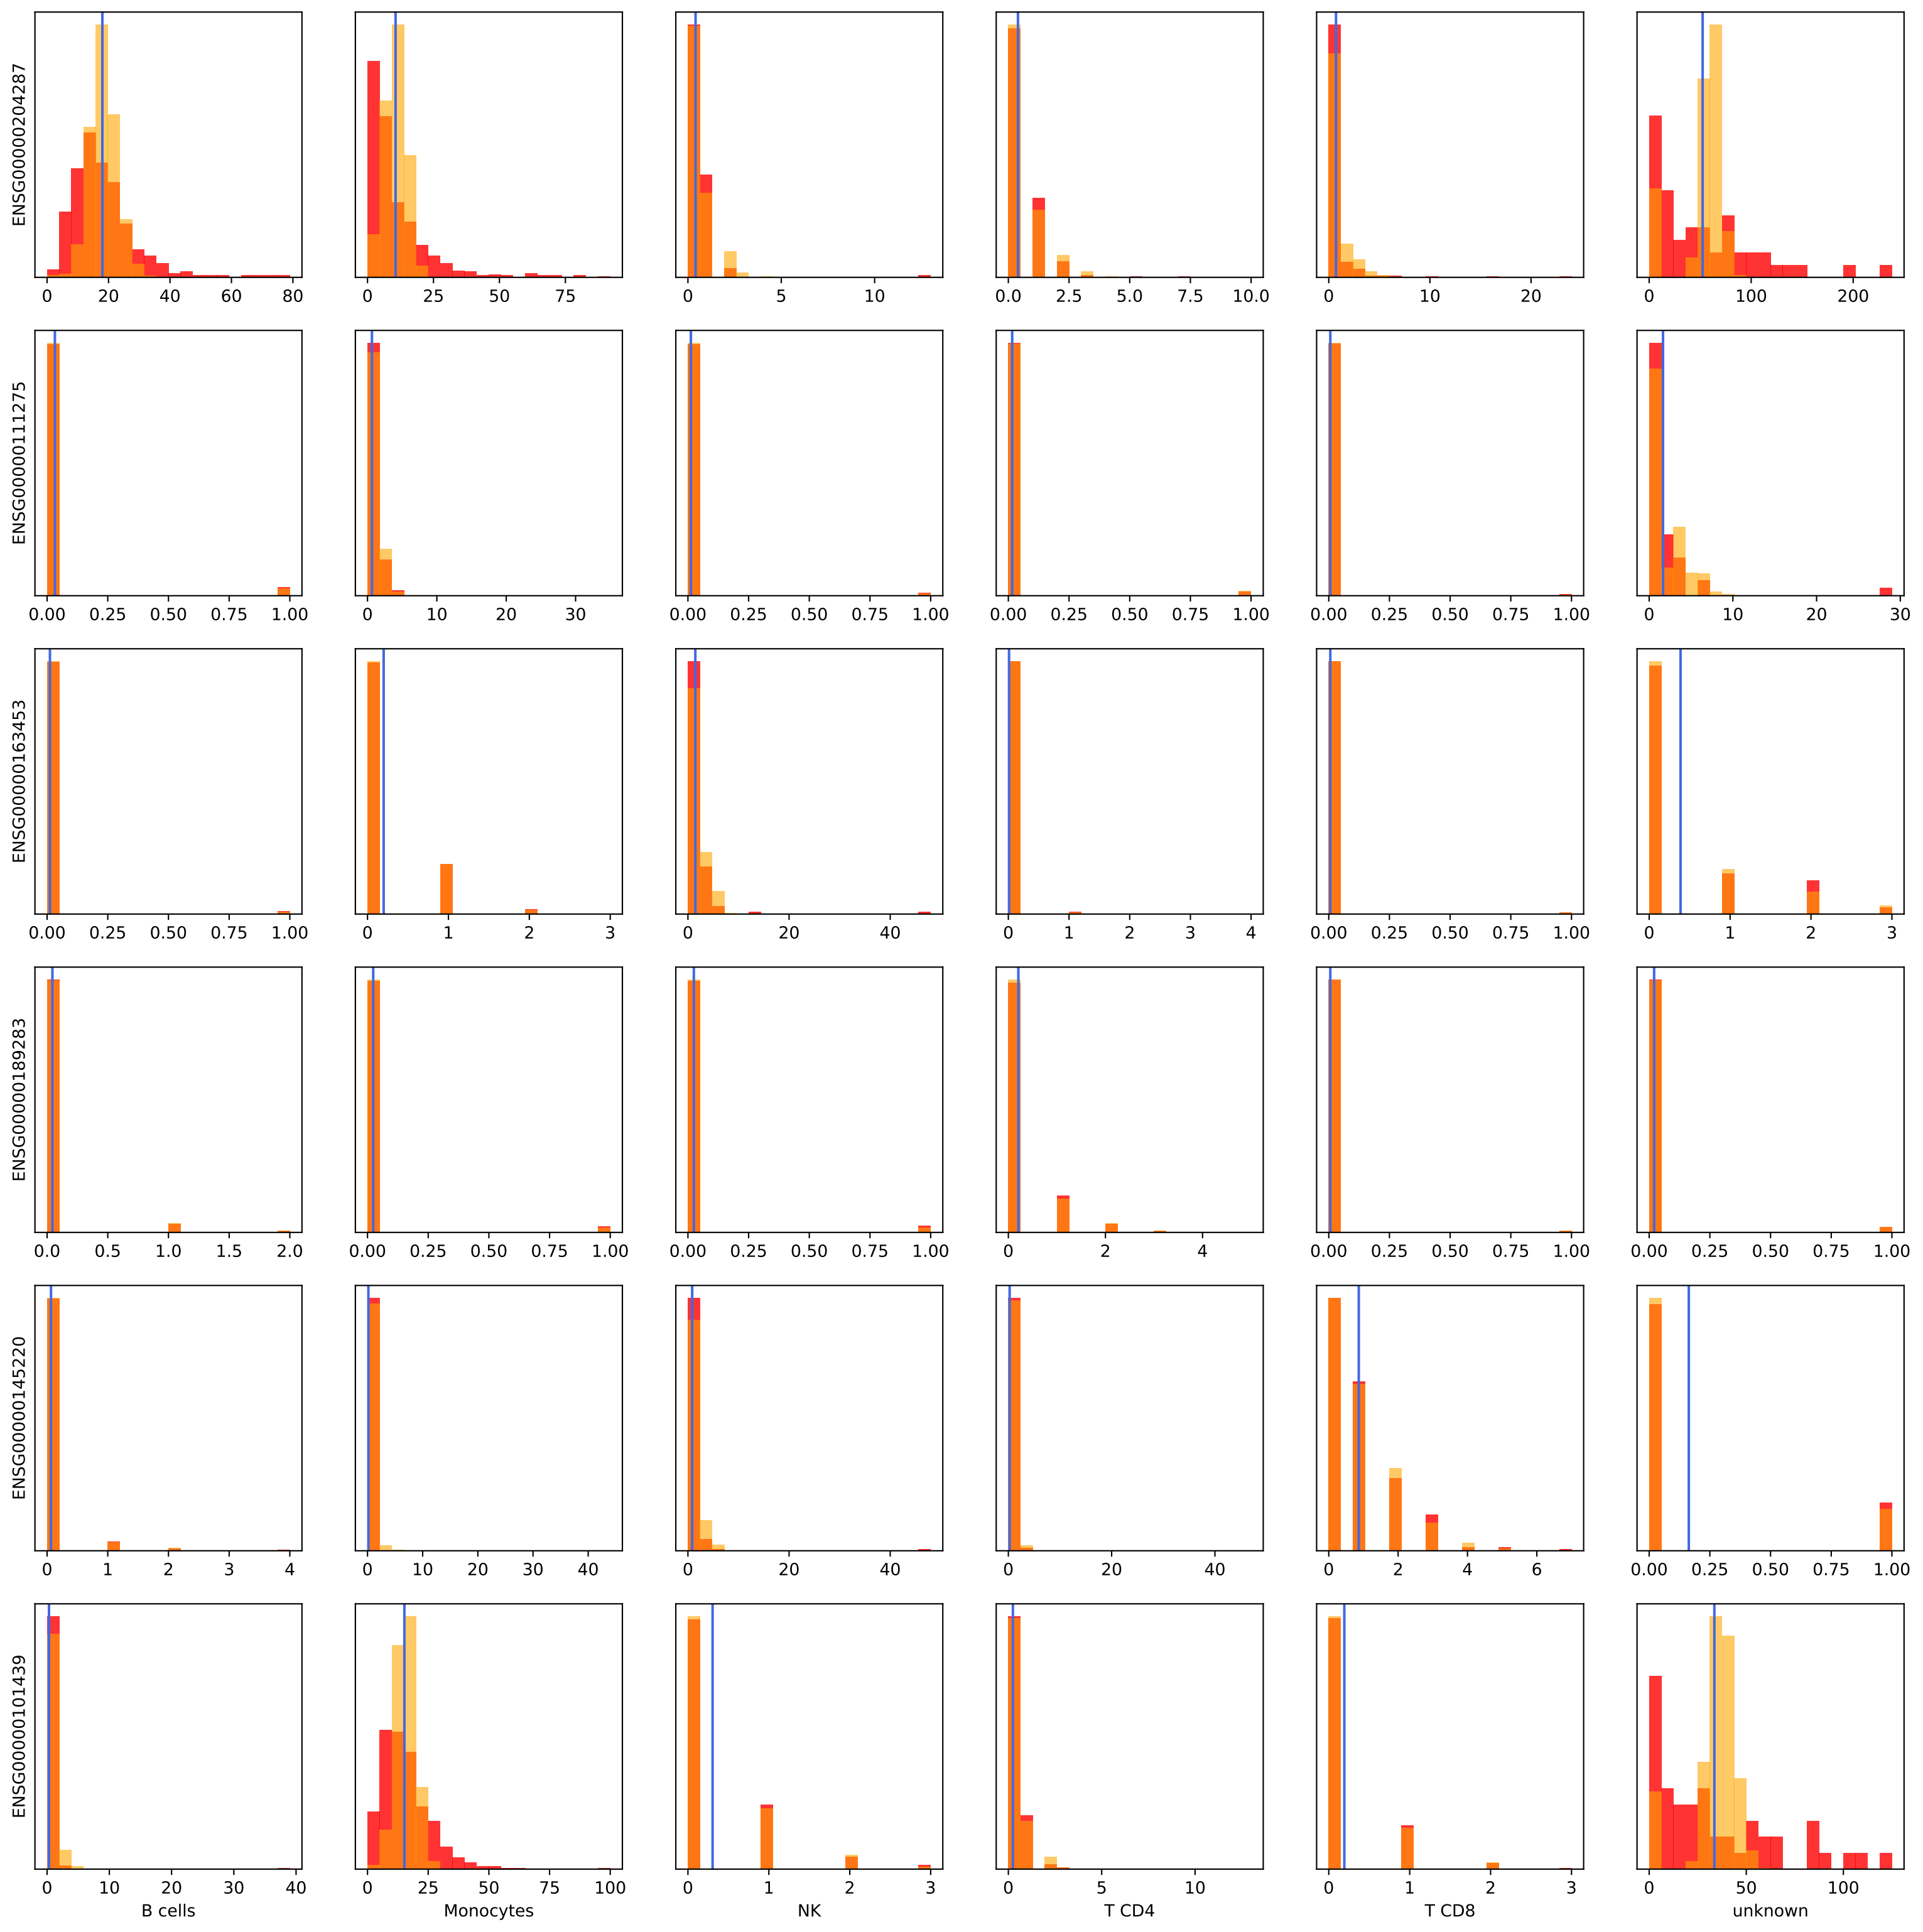 ENSG00000204287
0 20 40 60 80
0 25 50 75
0 5 10
0.0 2.5 5.0 7.5 10.0
0 10 20
0 100 200
ENSG00000111275
0.00 0.25 0.50 0.75 1.00
0 10 20 30
0.00 0.25 0.50 0.75 1.00
0.00 0.25 0.50 0.75 1.00
0.00 0.25 0.50 0.75 1.00
0 10 20 30
ENSG00000163453
0.00 0.25 0.50 0.75 1.00
0 1 2 3
0 20 40
0 1 2 3 4
0.00 0.25 0.50 0.75 1.00
0 1 2 3
ENSG00000189283
0.0 0.5 1.0 1.5 2.0
0.00 0.25 0.50 0.75 1.00
0.00 0.25 0.50 0.75 1.00
0 2 4
0.00 0.25 0.50 0.75 1.00
0.00 0.25 0.50 0.75 1.00
ENSG00000145220
0 1 2 3 4
0 10 20 30 40
0 20 40
0 20 40
0 2 4 6
0.00 0.25 0.50 0.75 1.00
ENSG00000101439
0 10 20 30 40
0 25 50 75 100
0 1 2 3
0 5 10
0 1 2 3
0 50 100
B cells
Monocytes
NK
T CD4
T CD8
unknown